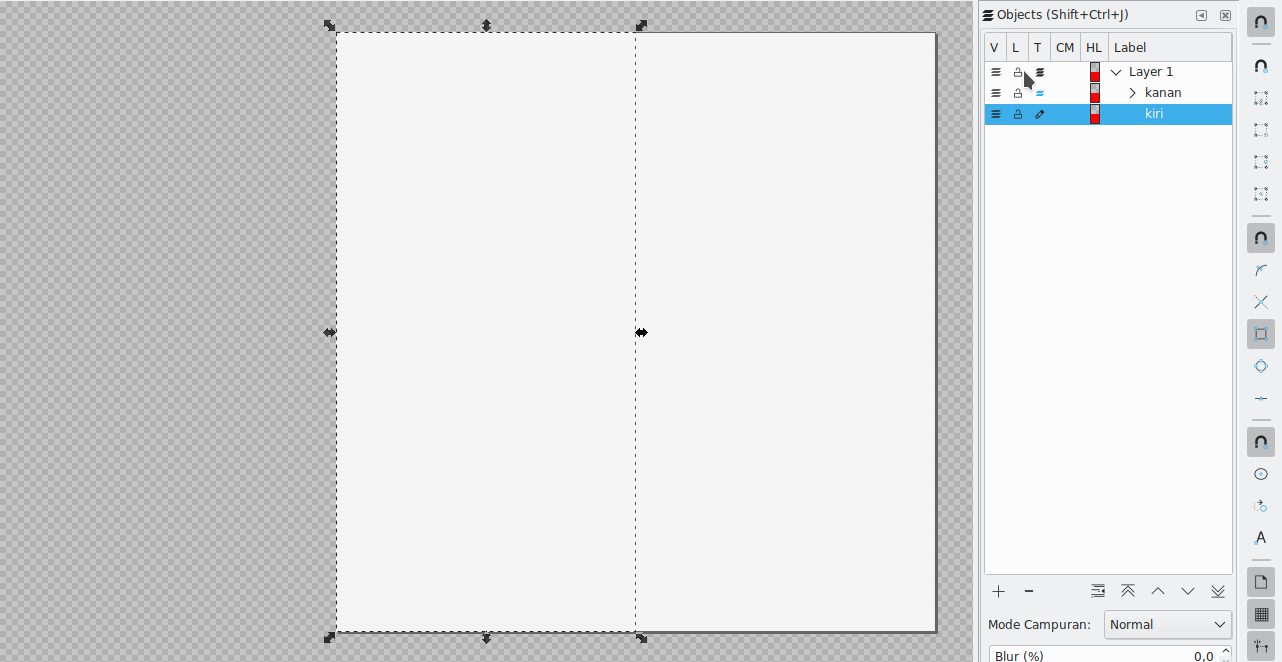 Objects (Shift+Ctrl+J)
V L T CM HL Label
Layer 1
kanan
kiri
Mode Campuran: Normal
Blur (%) 0,0